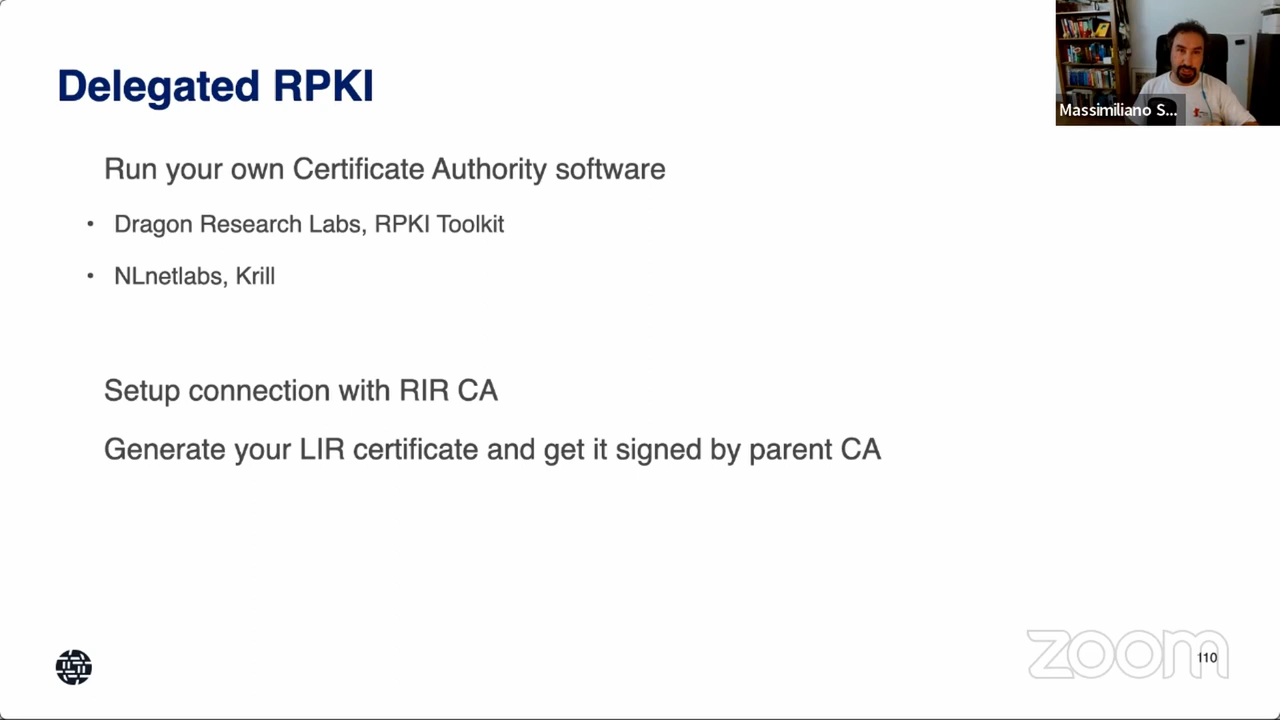 Delegated RPKI
Massimiliano S...
Run your own Certificate Authority software
• Dragon Research Labs, RPKI Toolkit
• NLnetlabs, Krill
Setup connection with RIR CA
Generate your LIR certificate and get it signed by parent CA
zoom
110